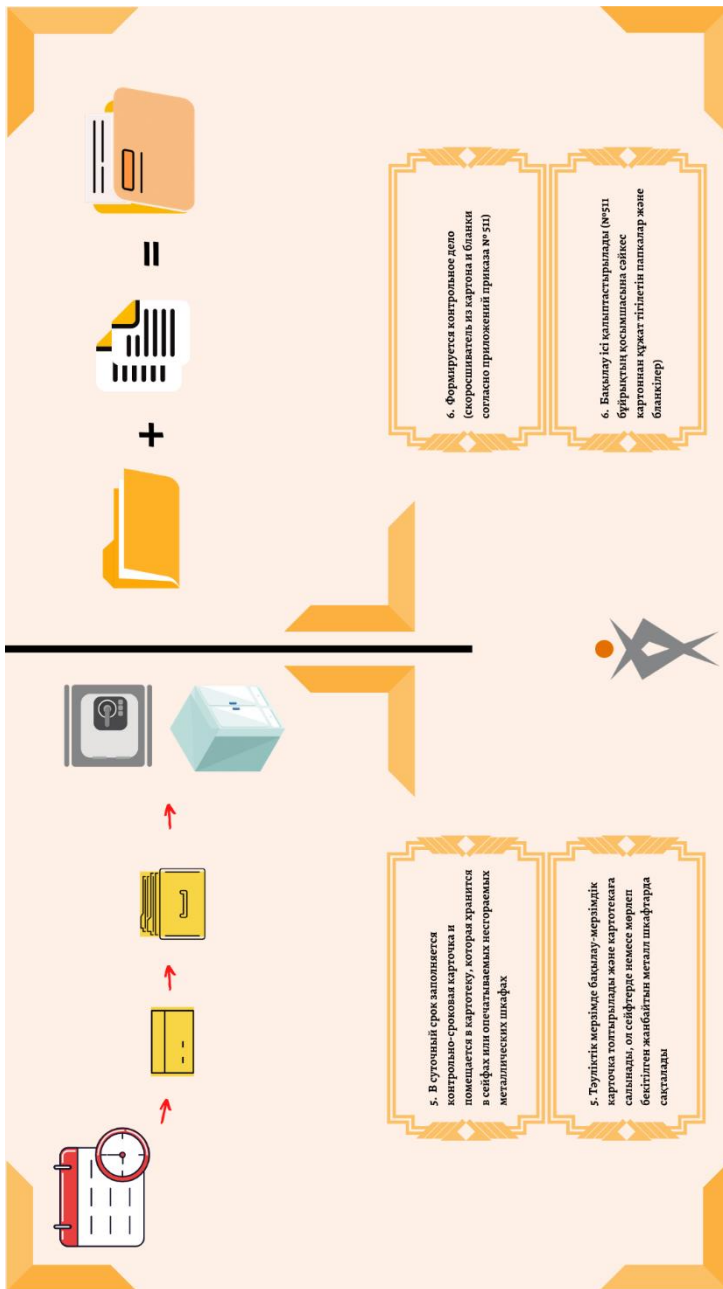 5. В суточный срок заполняется
контрольно-сроковая карточка и
помещается в картотеку, которая хранится
в сейфах или опечатываемых несгораемых
металлических шкафах
5. Тәуліктік мерзімде бақылау-мерзімдік
карточка толтырылады және картотекаға
салынады, ол сейфтерде немесе мөрлеп
бекітілген жанбайтын металл шкафтарда
сақталады
6. Формируется контрольное дело
(скоросшиватель из картона и бланки
согласно приложений приказа № 511)
6. Бақылау ісі қалыптастырылады (№511
бұйрықтың қосымшасына сәйкес
картоннан құжат тігілетін папкалар және
бланкілер)